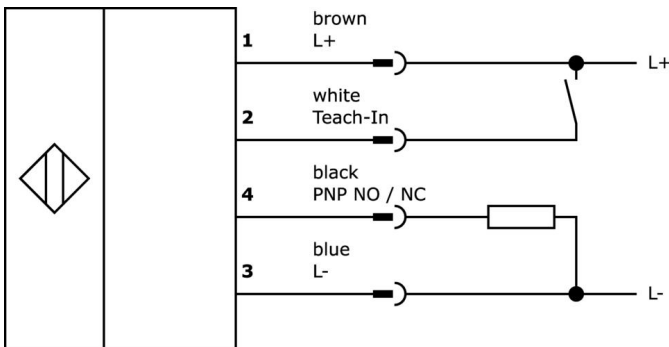 brown
1 L+ L+
white
2 Teach-In
black
4 PNP NO / NC
blue
3 L- L-